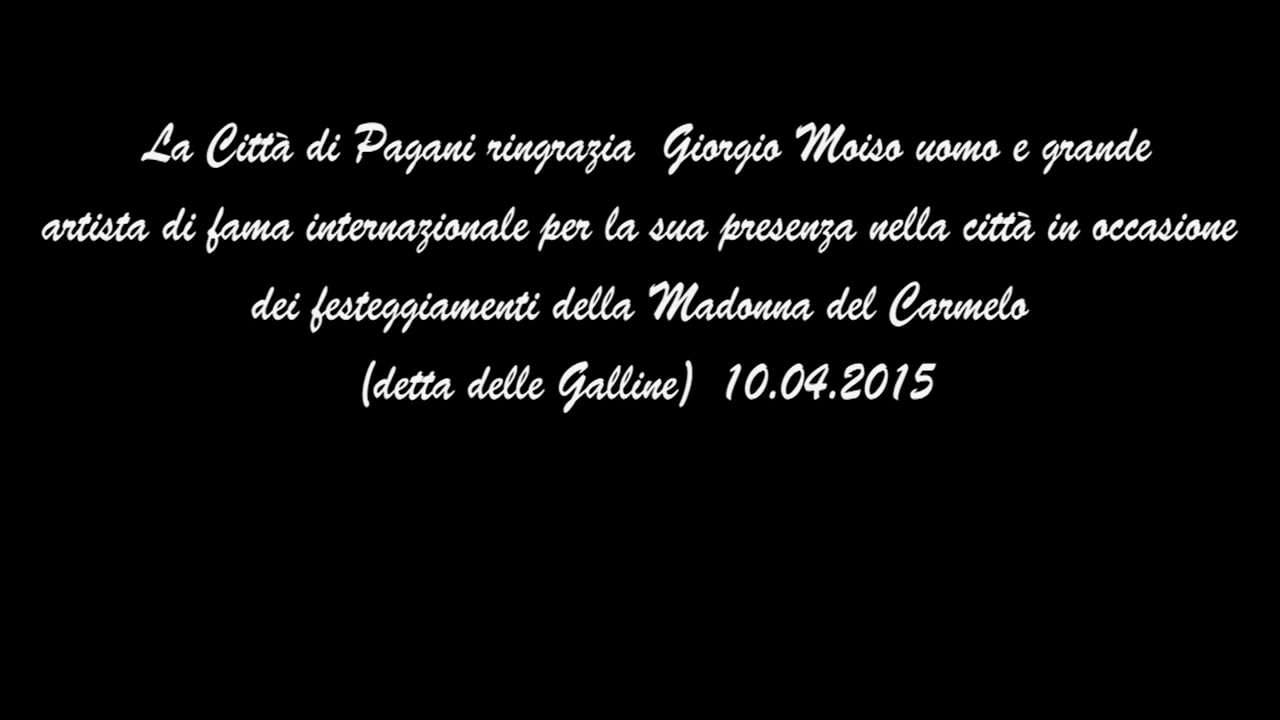 La Città di Pagani ringrazia Giorgio Moiso uomo e grande
artista di fama internazionale per la sua presenza nella città in occasione
dei festeggiamenti della Madonna del Carmelo
(detta delle Galline) 10.04.2015